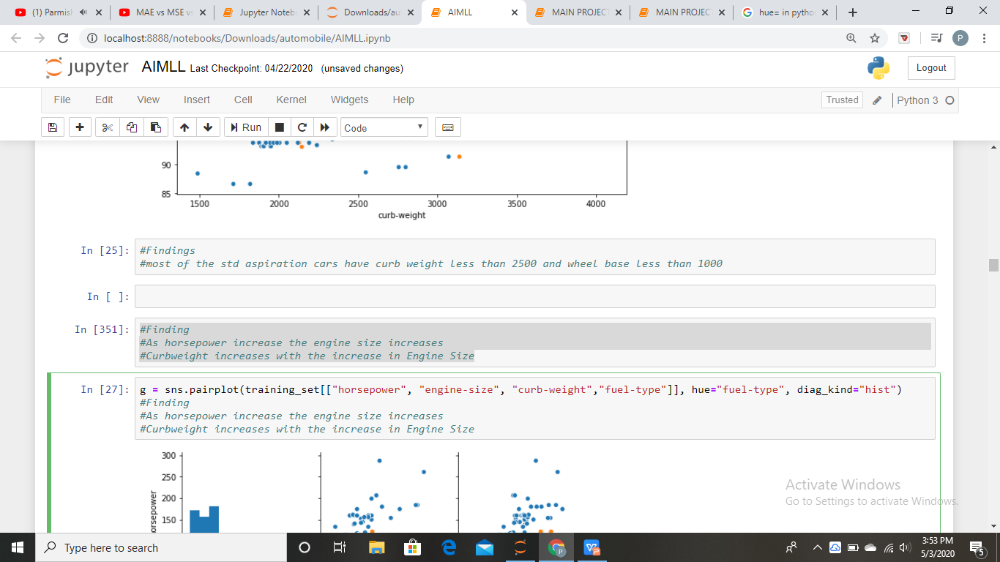 (1) Parmish
MAE vs MSE vs
Jupyter Noteb
Downloads/au
AIMLL
MAIN PROJECT
MAIN PROJEC
hue= in pytho
localhost:8888/notebooks/Downloads/automobile/AIMLL.ipynb
P
jupyter AIMLL Last Checkpoint: 04/22/2020 (unsaved changes)
Logout
File Edit View Insert Cell Kernel Widgets Help
Trusted Python 3
Run Code
90
85
1500 2000 2500 3000 3500 4000
curb-weight
In [25]: #Findings
#most of the std aspiration cars have curb weight less than 2500 and wheel base less than 1000
In [ ]:
In [351]: #Finding
#As horsepower increase the engine size increases
#Curbweight increases with the increase in Engine Size
In [27]: g = sns.pairplot(training_set[["horsepower", "engine-size", "curb-weight","fuel-type"]], hue="fuel-type", diag_kind="hist")
#Finding
#As horsepower increase the engine size increases
#Curbweight increases with the increase in Engine Size
300
250
200
150
orsepower
Activate Windows
Go to Settings to activate Windows.
Type here to search
3:53 PM
5/3/2020
5